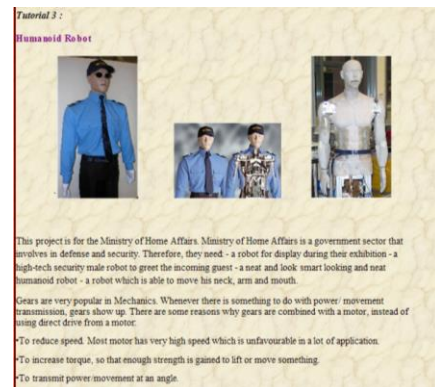 Tutorial 3 :
Humanoid Robot
This project is for the Ministry of Home Affairs. Ministry of Home Affairs is a government sector that
involves in defense and security. Therefore, they need - a robot for display during their exhibition - a
high-tech security male robot to greet the incoming guest - a neat and look smart looking and neat
humanoid robot - a robot which is able to move his neck, arm and mouth.
Gears are very popular in Mechanics. Whenever there is something to do with power/ movement
transmission, gears show up. There are some reasons why gears are combined with a motor, instead of
using direct drive from a motor.
•To reduce speed. Most motor has very high speed which is unfavourable in a lot of application.
•To increase torque, so that enough strength is gained to lift or move something.
•To transmit power/movement at an angle.